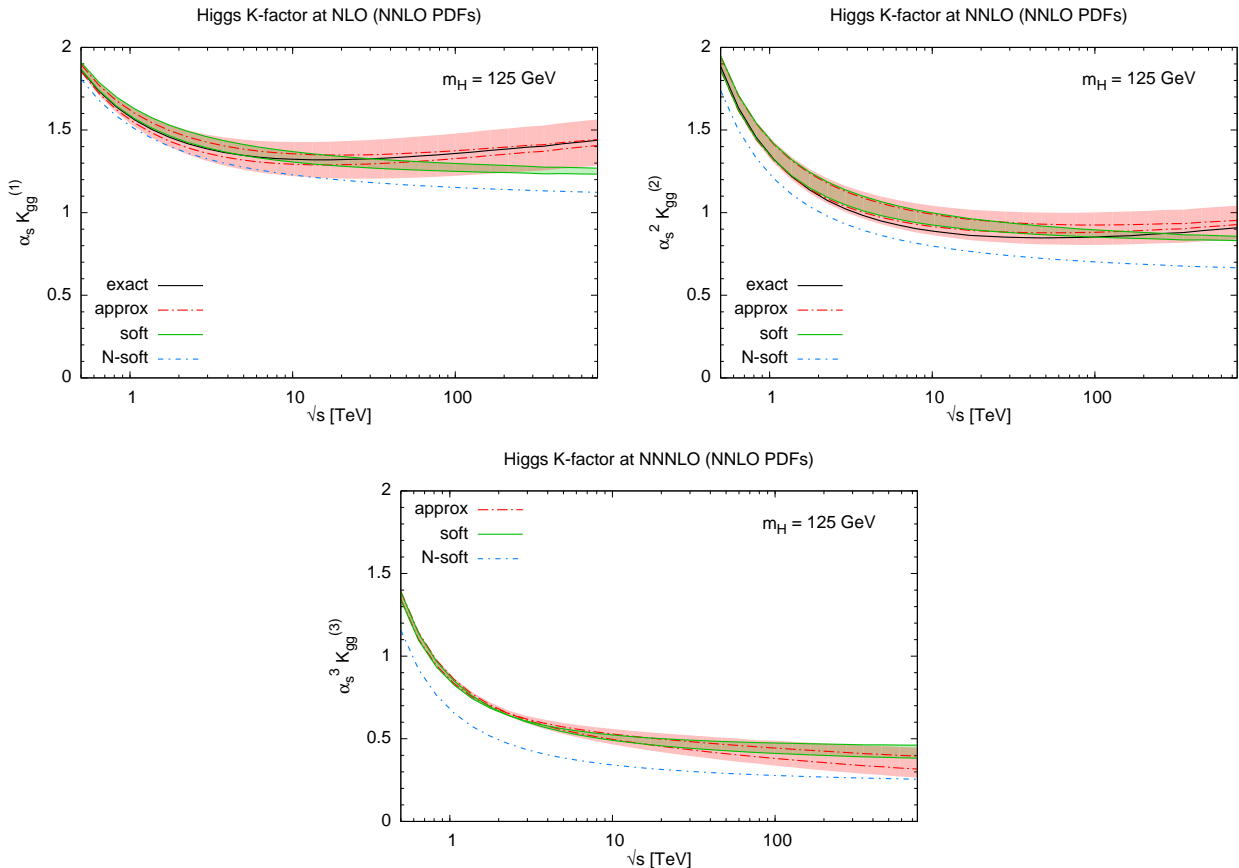 Higgs K-factor at NLO (NNLO PDFs)
2
1.5
1
0.5
0
α_s K_gg^(1)
m_H = 125 GeV
exact
approx
soft
N-soft
1 10 100
√s [TeV]
Higgs K-factor at NNLO (NNLO PDFs)
2
1.5
1
0.5
0
α_s^2 K_gg^(2)
m_H = 125 GeV
exact
approx
soft
N-soft
1 10 100
√s [TeV]
Higgs K-factor at NNNLO (NNLO PDFs)
2
1.5
1
0.5
0
α_s^3 K_gg^(3)
approx
soft
N-soft
m_H = 125 GeV
1 10 100
√s [TeV]